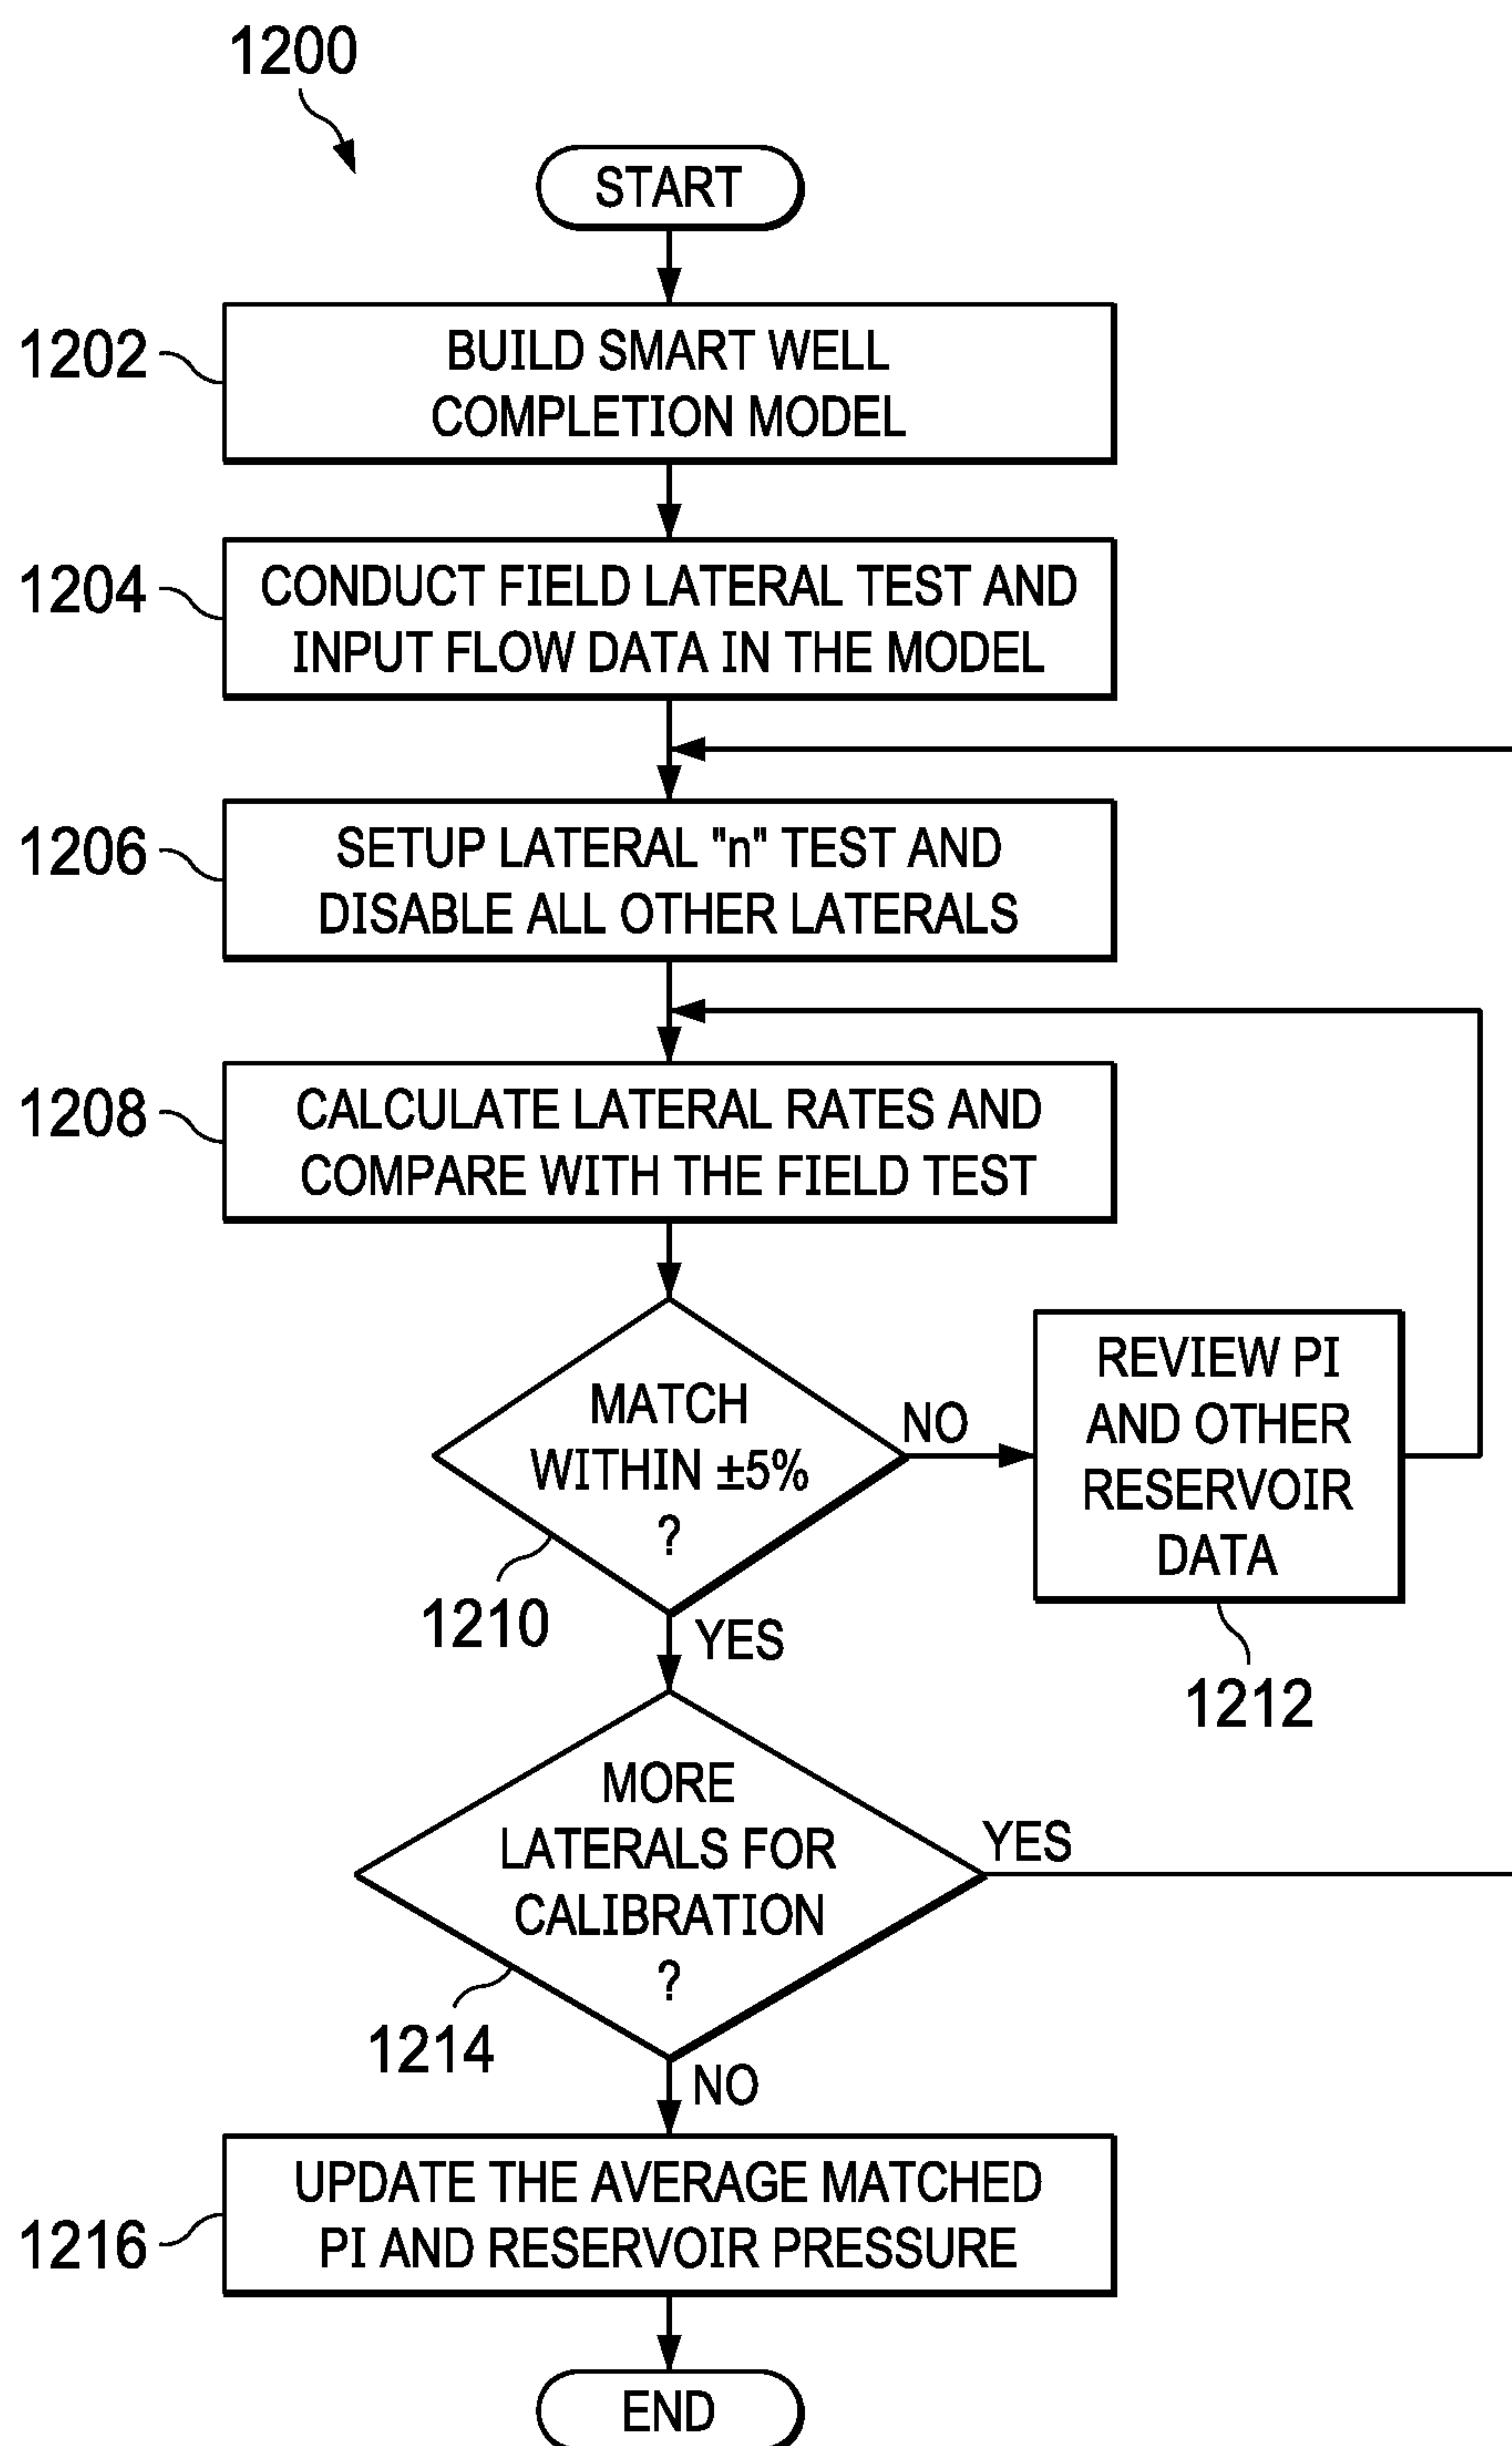 1200
START
1202
BUILD SMART WELL
COMPLETION MODEL
1204
CONDUCT FIELD LATERAL TEST AND
INPUT FLOW DATA IN THE MODEL
1206
SETUP LATERAL "n" TEST AND
DISABLE ALL OTHER LATERALS
1208
CALCULATE LATERAL RATES AND
COMPARE WITH THE FIELD TEST
MATCH
WITHIN ±5%
?
1210
NO
REVIEW PI
AND OTHER
RESERVOIR
DATA
1212
YES
MORE
LATERALS FOR
CALIBRATION
?
1214
YES
NO
1216
UPDATE THE AVERAGE MATCHED
PI AND RESERVOIR PRESSURE
END